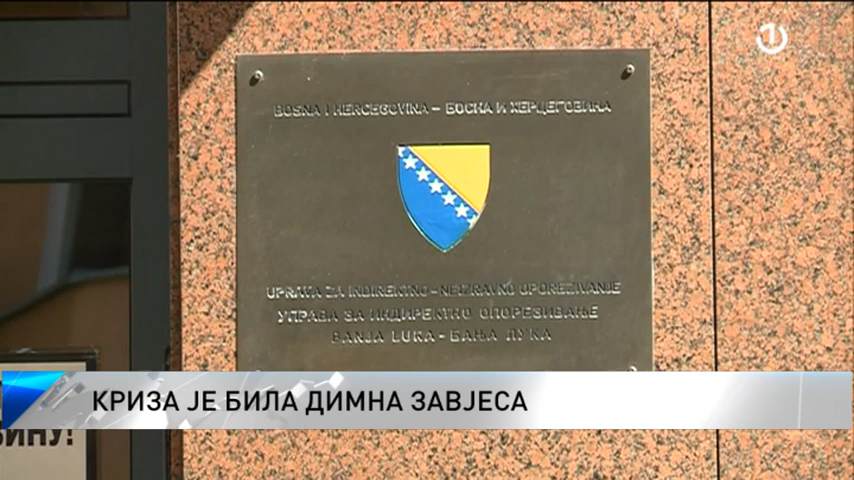 1
BOSNA I HERCEGOVINA – БОСНА И ХЕРЦЕГОВИНА
UPRAVA ZA INDIREKTNO – NEIZRAVNO OPOREZIVANJE
УПРАВА ЗА ИНДИРЕКТНО ОПОРЕЗИВАЊЕ
BANJA LUKA – БАЊА ЛУКА
КРИЗА ЈЕ БИЛА ДИМНА ЗАВЈЕСА